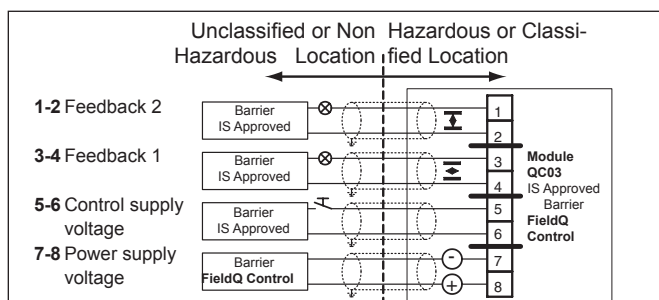 Unclassified or Non Hazardous or Classi-
Hazardous Location fied Location
1-2 Feedback 2
Barrier
IS Approved
1
2
3-4 Feedback 1
Barrier
IS Approved
3
4
5-6 Control supply
voltage
Barrier
IS Approved
5
6
7-8 Power supply
voltage
Barrier
FieldQ Control
-
+
7
8
Module
QC03
IS Approved
Barrier
FieldQ
Control